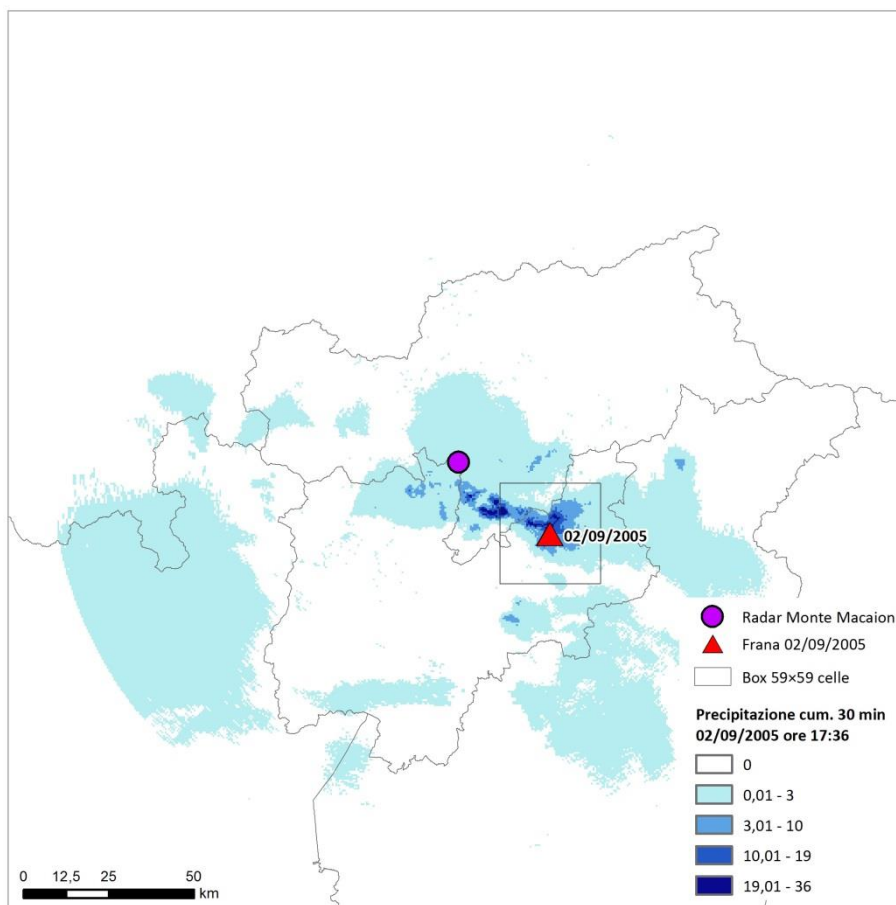 02/09/2005
Radar Monte Macaion
Frana 02/09/2005
Box 59×59 celle
Precipitazione cum. 30 min
02/09/2005 ore 17:36
0
0,01 - 3
3,01 - 10
10,01 - 19
19,01 - 36
0 12,5 25 50
km